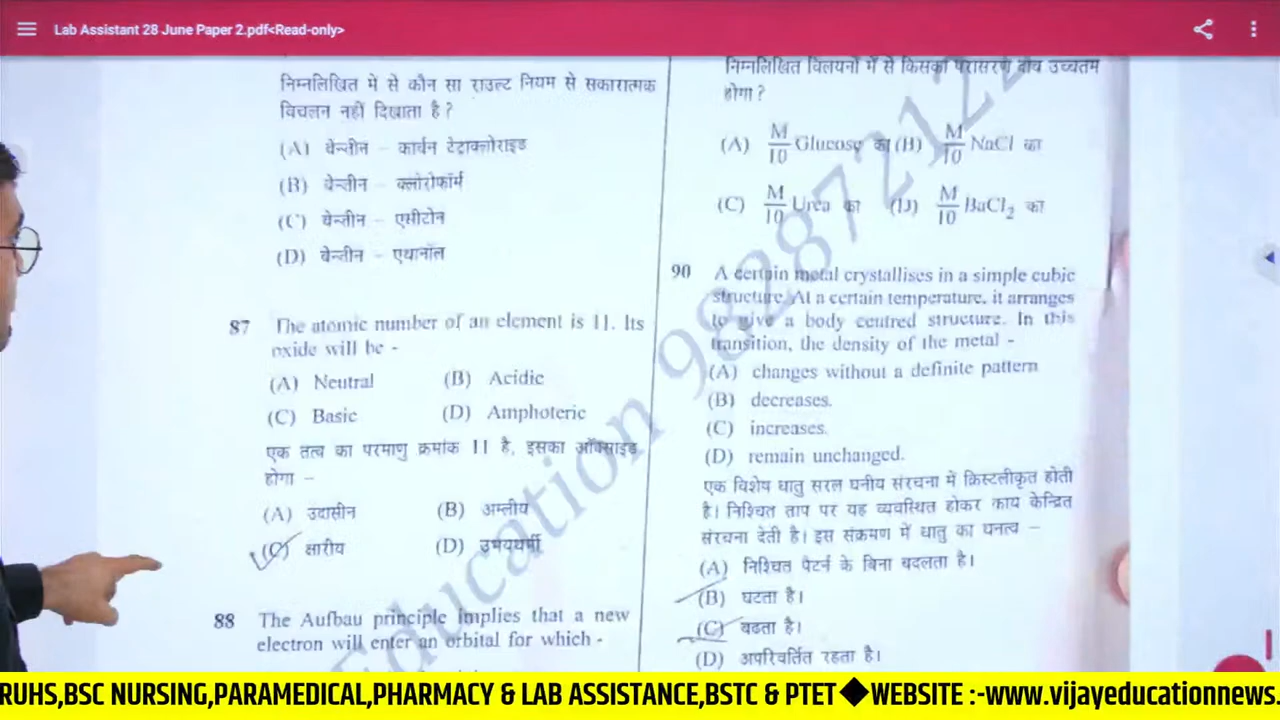 Lab Assistant 28 June Paper 2.pdf<Read-only>
निम्नलिखित में से कौन सा राउल्ट नियम से सकारात्मक
विचलन नहीं दिखाता है?
(A) बेन्जीन – कार्बन टेट्राक्लोराइड
(B) बेन्जीन – क्लोरोफॉर्म
(C) बेन्जीन – एसीटोन
(D) बेन्जीन – एथानॉल
87 The atomic number of an element is 11. Its
oxide will be -
(A) Neutral (B) Acidic
(C) Basic (D) Amphoteric
एक तत्व का परमाणु क्रमांक 11 है, इसका ऑक्साइड
होगा –
(A) उदासीन (B) अम्लीय
(C) क्षारीय (D) उभयधर्मी
88 The Aufbau principle implies that a new
electron will enter an orbital for which -
निम्नलिखित विलयनों में से किसका परासरण दाब उच्चतम
होगा?
(A) M/10 Glucose का (B) M/10 NaCl का
(C) M/10 Urea का (D) M/10 BaCl₂ का
90 A certain metal crystallises in a simple cubic
structure. At a certain temperature, it arranges
to give a body centred structure. In this
transition, the density of the metal -
(A) changes without a definite pattern
(B) decreases.
(C) increases.
(D) remain unchanged.
एक विशेष धातु सरल घनीय संरचना में क्रिस्टलीकृत होती
है। निश्चित ताप पर यह व्यवस्थित होकर काय केन्द्रित
संरचना देती है। इस संक्रमण में धातु का घनत्व –
(A) निश्चित पैटर्न के बिना बदलता है।
(B) घटता है।
(C) बढता है।
(D) अपरिवर्तित रहता है।
Education 982872122
RUHS,BSC NURSING,PARAMEDICAL,PHARMACY & LAB ASSISTANCE,BSTC & PTET◆WEBSITE :-www.vijayeducationnews.